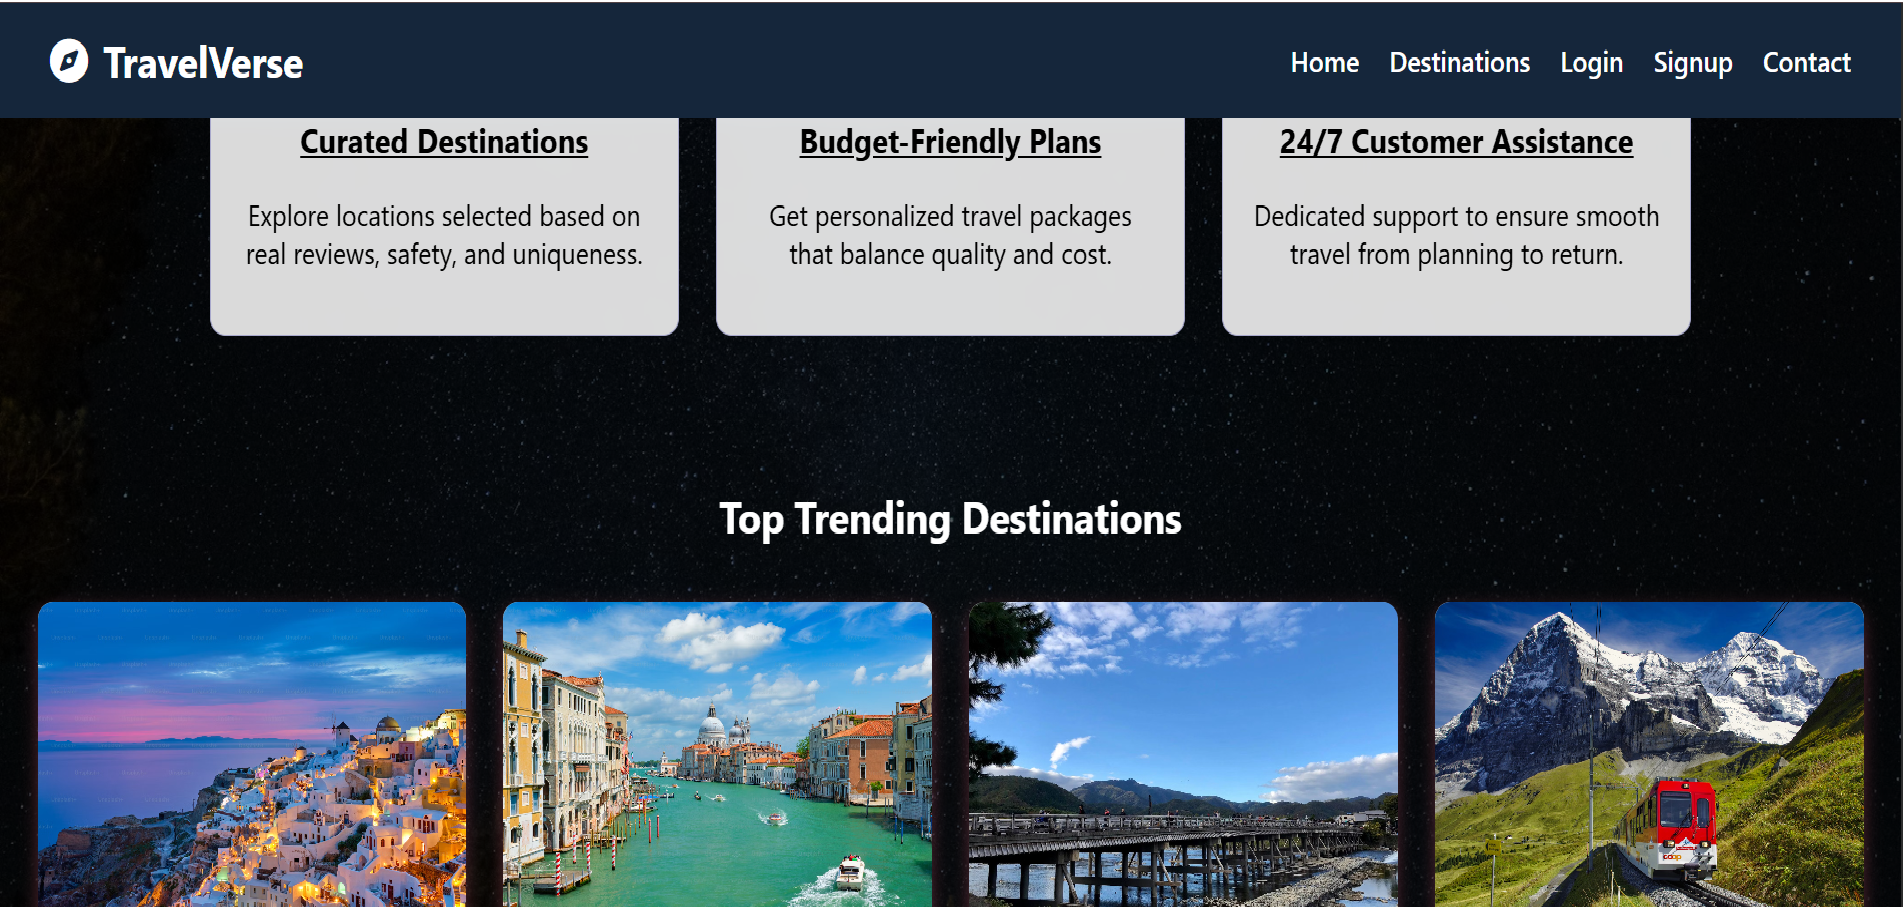 TravelVerse
Home Destinations Login Signup Contact
Curated Destinations
Explore locations selected based on
real reviews, safety, and uniqueness.
Budget-Friendly Plans
Get personalized travel packages
that balance quality and cost.
24/7 Customer Assistance
Dedicated support to ensure smooth
travel from planning to return.
Top Trending Destinations
coop